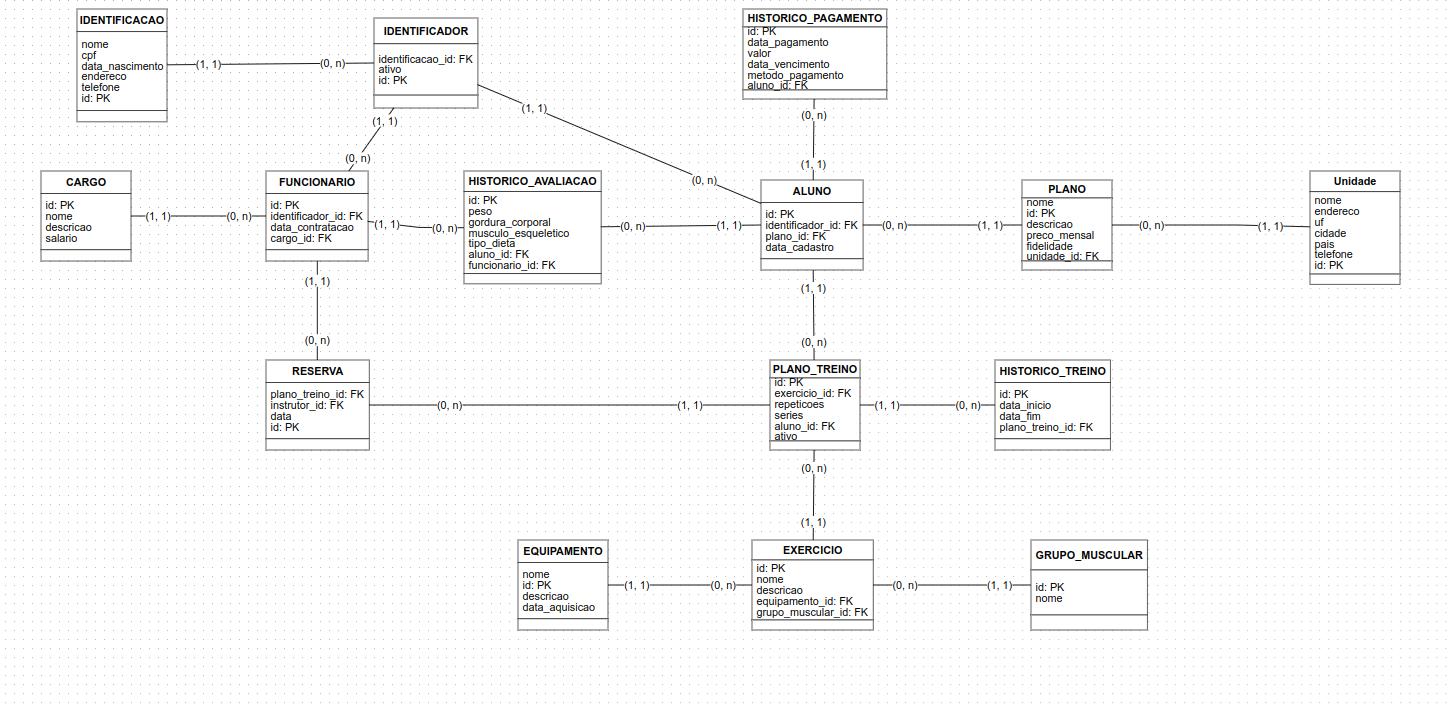 IDENTIFICACAO
nome
cpf
data_nascimento
endereco
telefone
id: PK
(1, 1)
(0, n)
IDENTIFICADOR
identificacao_id: FK
ativo
id: PK
(1, 1)
(0, n)
(1, 1)
(0, n)
HISTORICO_PAGAMENTO
id: PK
data_pagamento
valor
data_vencimento
metodo_pagamento
aluno_id: FK
(0, n)
(1, 1)
CARGO
id: PK
nome
descricao
salario
(1, 1)
(0, n)
FUNCIONARIO
id: PK
identificador_id: FK
data_contratacao
cargo_id: FK
(1, 1)
(0, n)
HISTORICO_AVALIACAO
id: PK
peso
gordura_corporal
musculo_esqueletico
tipo_dieta
aluno_id: FK
funcionario_id: FK
(0, n)
(1, 1)
ALUNO
id: PK
identificador_id: FK
plano_id: FK
data_cadastro
(0, n)
(1, 1)
PLANO
nome
id: PK
descricao
preco_mensal
fidelidade
unidade_id: FK
(0, n)
(1, 1)
Unidade
nome
endereco
uf
cidade
pais
telefone
id: PK
(1, 1)
(0, n)
(1, 1)
(0, n)
RESERVA
plano_treino_id: FK
instrutor_id: FK
data
id: PK
(0, n)
(1, 1)
PLANO_TREINO
id: PK
exercicio_id: FK
repeticoes
series
aluno_id: FK
ativo
(1, 1)
(0, n)
HISTORICO_TREINO
id: PK
data_inicio
data_fim
plano_treino_id: FK
(0, n)
(1, 1)
EQUIPAMENTO
nome
id: PK
descricao
data_aquisicao
(1, 1)
(0, n)
EXERCICIO
id: PK
nome
descricao
equipamento_id: FK
grupo_muscular_id: FK
(0, n)
(1, 1)
GRUPO_MUSCULAR
id: PK
nome